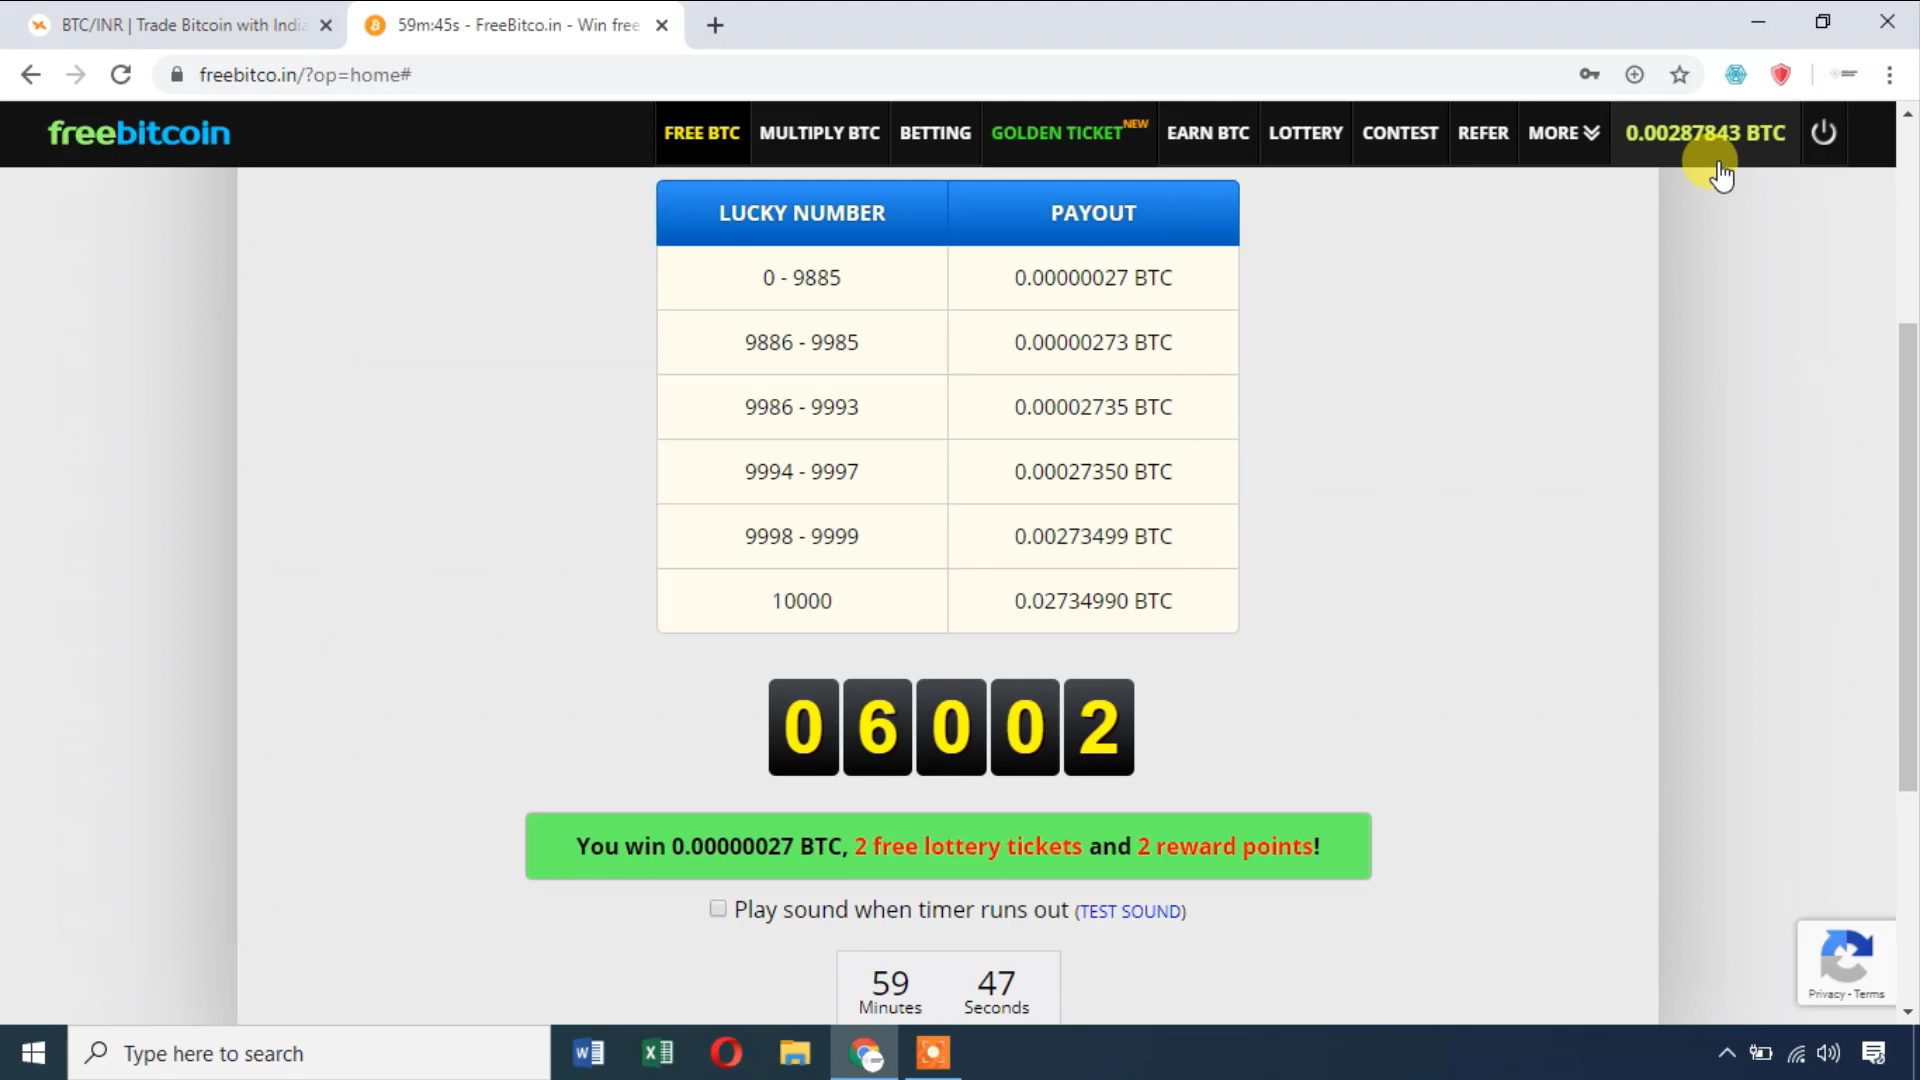 BTC/INR | Trade Bitcoin with India
59m:45s - FreeBitco.in - Win free
freebitco.in/?op=home#
freebitcoin
FREE BTC
MULTIPLY BTC
BETTING
GOLDEN TICKET NEW
EARN BTC
LOTTERY
CONTEST
REFER
MORE
0.00287843 BTC
LUCKY NUMBER PAYOUT
0 - 9885 0.00000027 BTC
9886 - 9985 0.00000273 BTC
9986 - 9993 0.00002735 BTC
9994 - 9997 0.00027350 BTC
9998 - 9999 0.00273499 BTC
10000 0.02734990 BTC
0 6 0 0 2
You win 0.00000027 BTC, 2 free lottery tickets and 2 reward points!
Play sound when timer runs out (TEST SOUND)
59 47
Minutes Seconds
Privacy - Terms
Type here to search